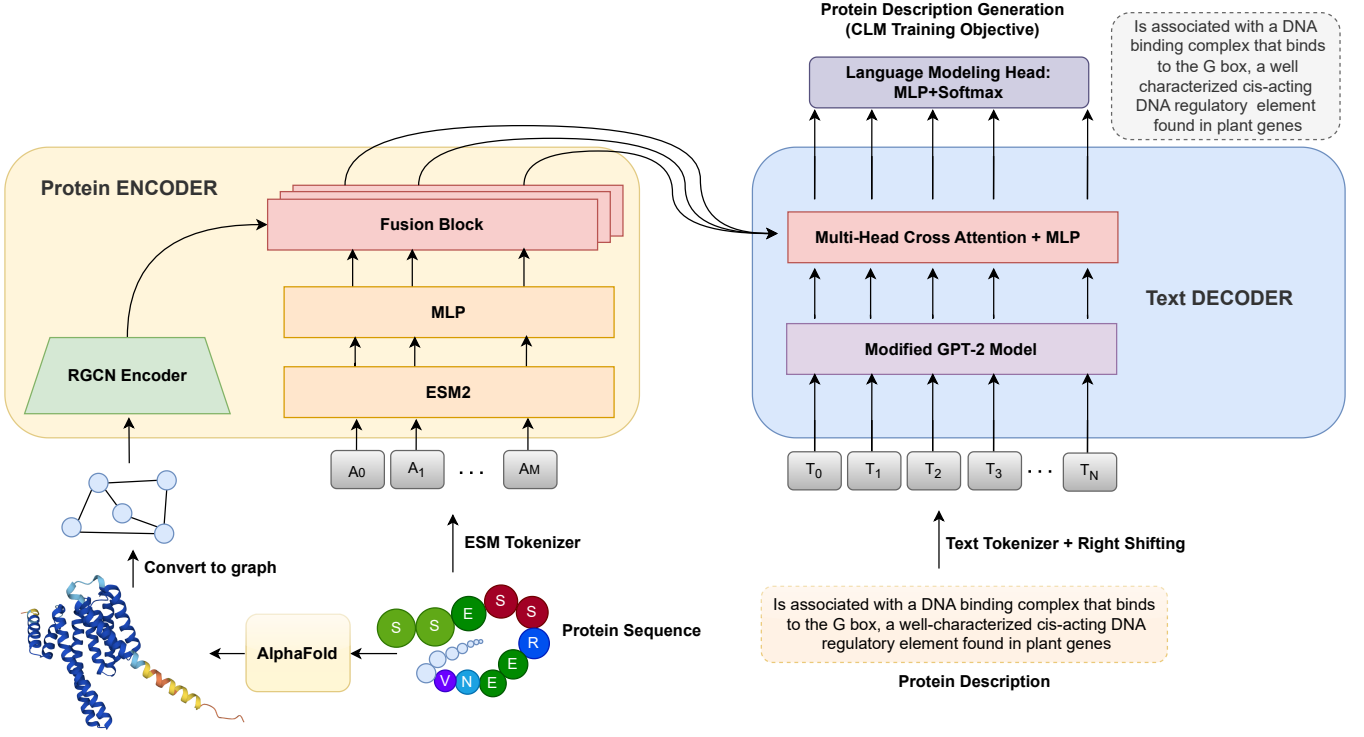 Protein Description Generation
(CLM Training Objective)
Is associated with a DNA
binding complex that binds
to the G box, a well
characterized cis-acting
DNA regulatory element
found in plant genes
Language Modeling Head:
MLP+Softmax
Protein ENCODER
Fusion Block
MLP
RGCN Encoder
ESM2
Multi-Head Cross Attention + MLP
Text DECODER
Modified GPT-2 Model
A0 A1 . . . AM
T0 T1 T2 T3 . . . TN
ESM Tokenizer
Text Tokenizer + Right Shifting
Convert to graph
AlphaFold
S S E S S R E E N V
Protein Sequence
Is associated with a DNA binding complex that binds
to the G box, a well-characterized cis-acting DNA
regulatory element found in plant genes
Protein Description